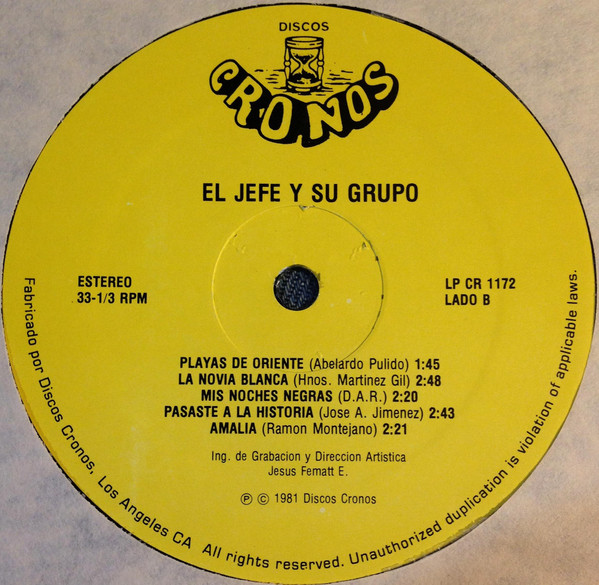 DISCOS
CRONOS
EL JEFE Y SU GRUPO
ESTEREO
33-1/3 RPM
LP CR 1172
LADO B
PLAYAS DE ORIENTE (Abelardo Pulido) 1:45
LA NOVIA BLANCA (Hnos. Martinez Gil) 2:48
MIS NOCHES NEGRAS (D.A.R.) 2:20
PASASTE A LA HISTORIA (Jose A. Jimenez) 2:43
AMALIA (Ramon Montejano) 2:21
Ing. de Grabacion y Direccion Artistica
Jesus Fematt E.
Ⓟ © 1981 Discos Cronos
Fabricado por Discos Cronos, Los Angeles CA All rights reserved. Unauthorized duplication is violation of applicable laws.